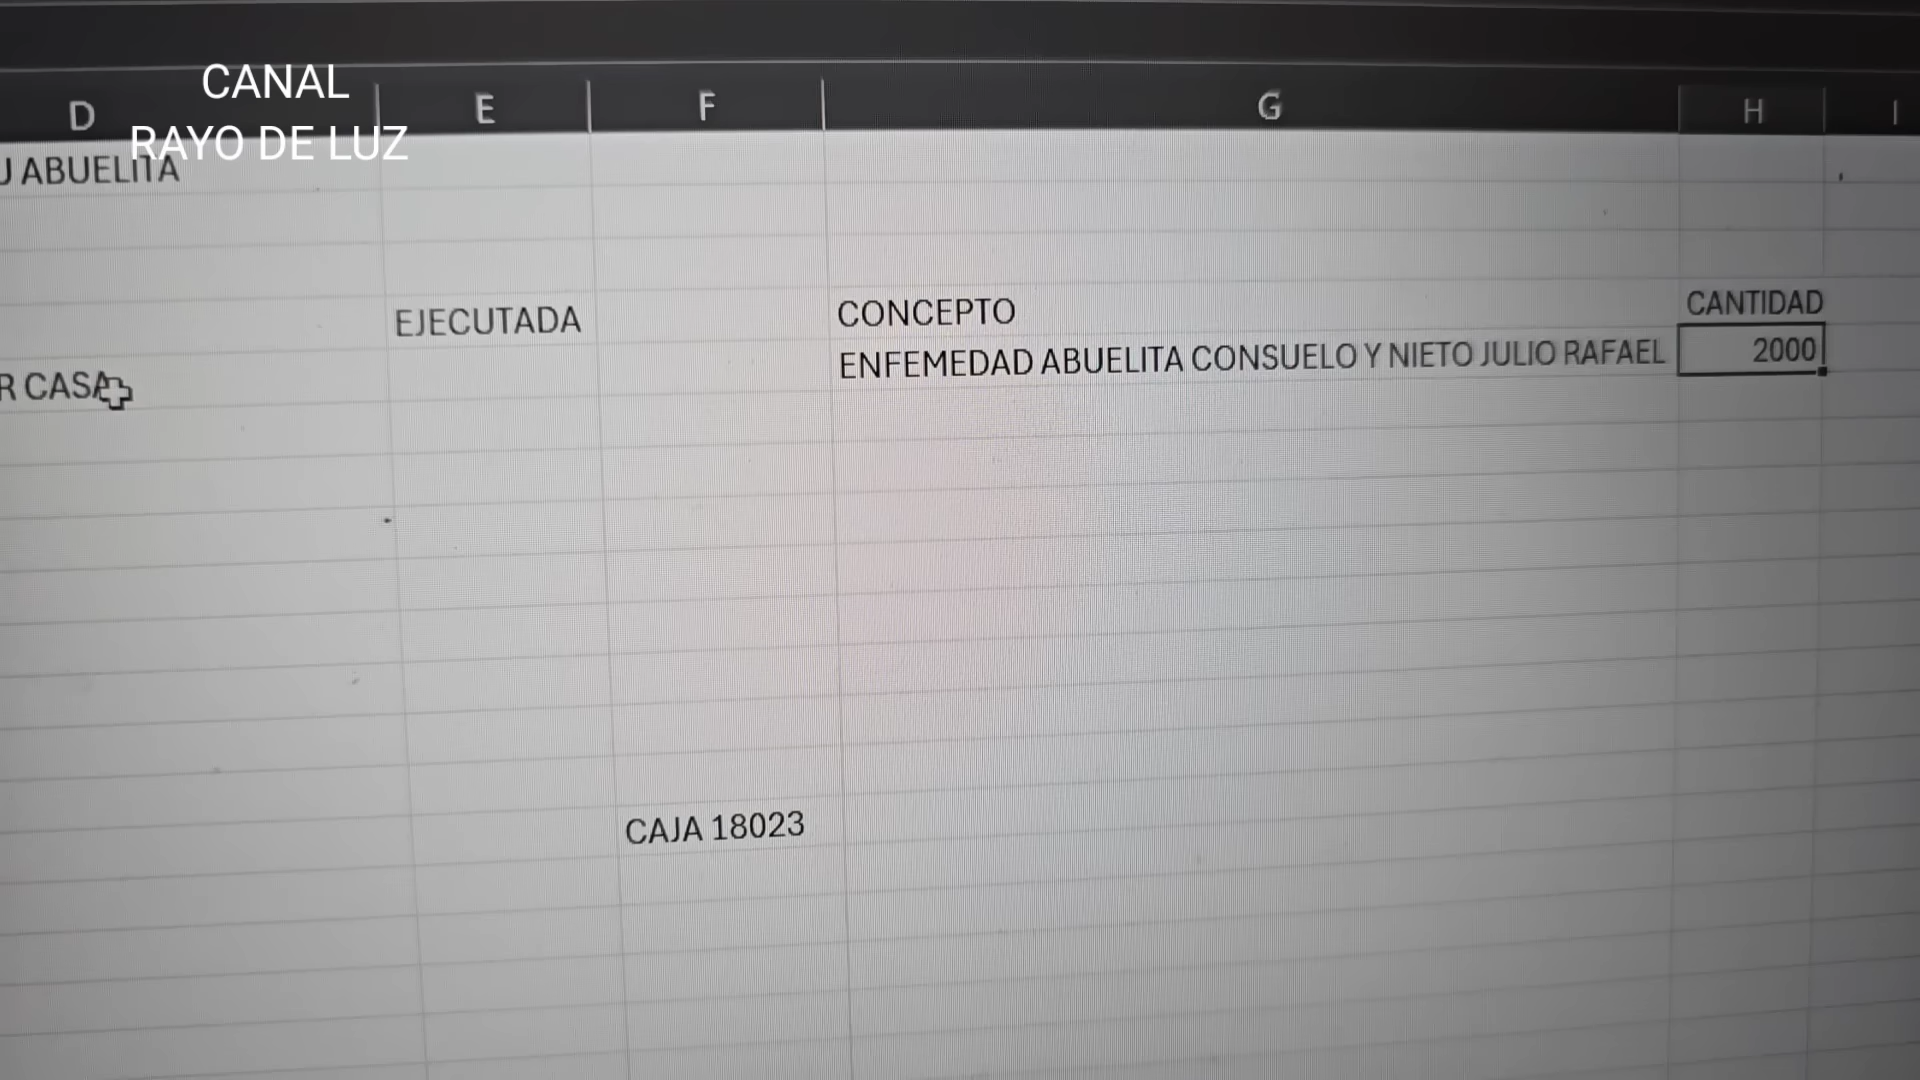 CANAL
RAYO DE LUZ
D E F G H I
ABUELITA
EJECUTADA CONCEPTO CANTIDAD
R CASA ENFEMEDAD ABUELITA CONSUELO Y NIETO JULIO RAFAEL 2000
CAJA 18023